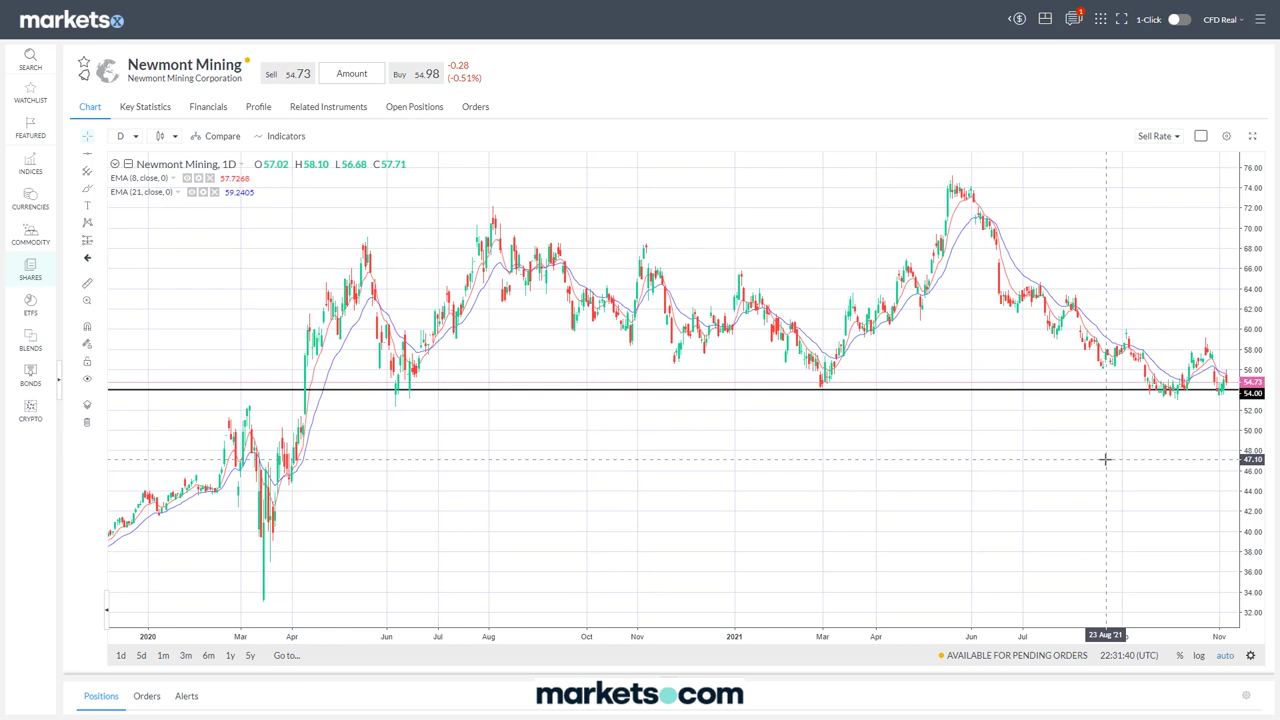 markets x
1
1-Click
CFD Real
SEARCH
WATCHLIST
FEATURED
INDICES
CURRENCIES
COMMODITY
SHARES
ETFS
BLENDS
BONDS
CRYPTO
Newmont Mining
Newmont Mining Corporation
Sell 54.73
Amount
Buy 54.98
-0.28
(-0.51%)
Chart
Key Statistics
Financials
Profile
Related Instruments
Open Positions
Orders
D
Compare
Indicators
Sell Rate
Newmont Mining, 1D O57.02 H58.10 L56.68 C57.71
EMA (8, close, 0) 57.7268
EMA (21, close, 0) 59.2405
76.00
74.00
72.00
70.00
68.00
66.00
64.00
62.00
60.00
58.00
56.00
54.73
54.00
52.00
50.00
48.00
47.10
46.00
44.00
42.00
40.00
38.00
36.00
34.00
32.00
2020 Mar Apr Jun Jul Aug Oct Nov 2021 Mar Apr Jun Jul 23 Aug '21 Nov
1d 5d 1m 3m 6m 1y 5y Go to...
AVAILABLE FOR PENDING ORDERS 22:31:40 (UTC) % log auto
Positions
Orders
Alerts
markets.com